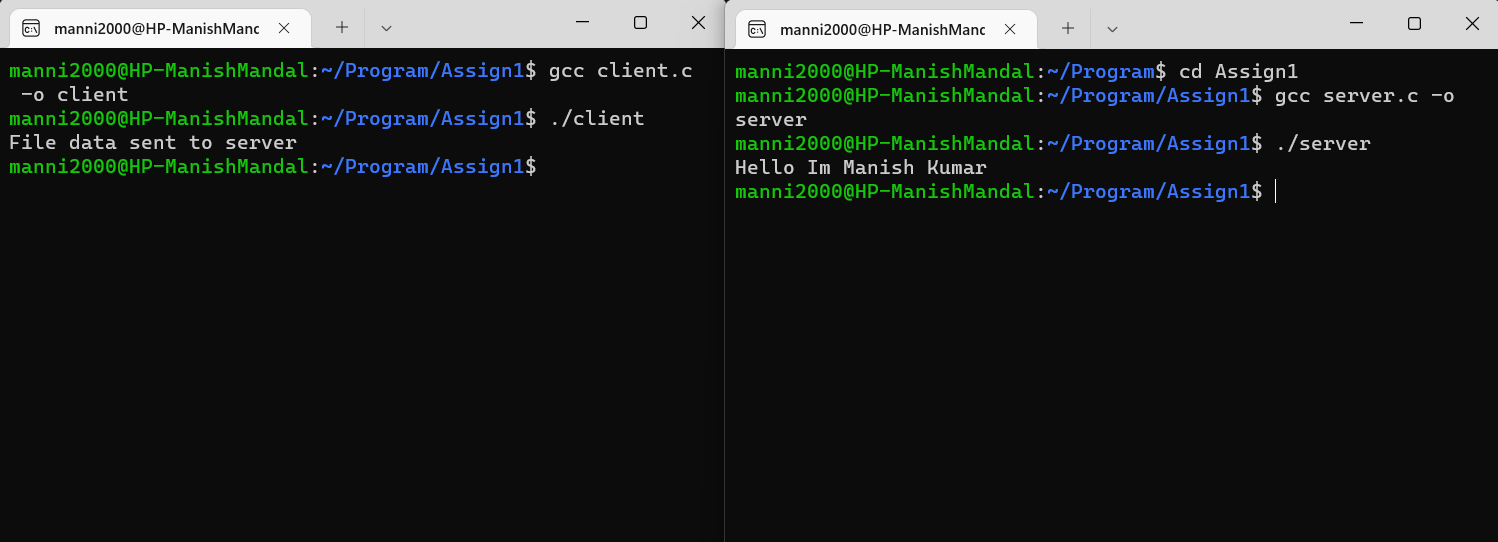 manni2000@HP-ManishManc
manni2000@HP-ManishMandal:~/Program/Assign1$ gcc client.c
 -o client
manni2000@HP-ManishMandal:~/Program/Assign1$ ./client
File data sent to server
manni2000@HP-ManishMandal:~/Program/Assign1$
manni2000@HP-ManishManc
manni2000@HP-ManishMandal:~/Program$ cd Assign1
manni2000@HP-ManishMandal:~/Program/Assign1$ gcc server.c -o
server
manni2000@HP-ManishMandal:~/Program/Assign1$ ./server
Hello Im Manish Kumar
manni2000@HP-ManishMandal:~/Program/Assign1$